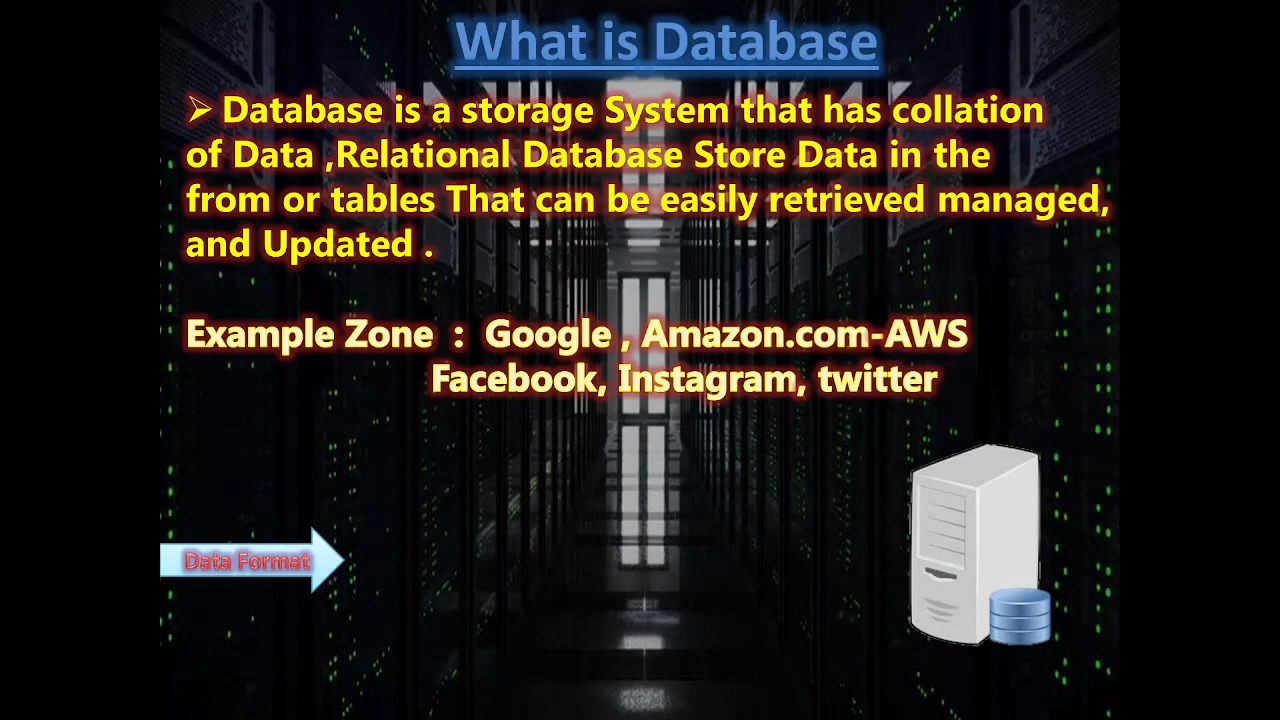 What is Database
➢ Database is a storage System that has collation
of Data ,Relational Database Store Data in the
from or tables That can be easily retrieved managed,
and Updated .
Example Zone : Google , Amazon.com-AWS
Facebook, Instagram, twitter
Data Format